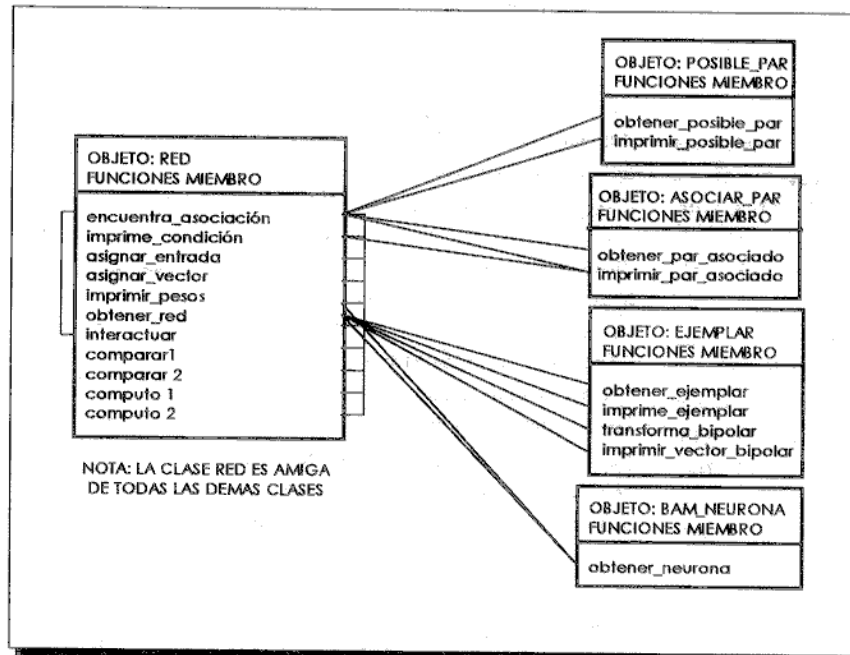 OBJETO: RED
FUNCIONES MIEMBRO
encuentra_asociación
imprime_condición
asignar_entrada
asignar_vector
imprimir_pesos
obtener_red
interactuar
comparar1
comparar 2
computo 1
computo 2
NOTA: LA CLASE RED ES AMIGA
DE TODAS LAS DEMAS CLASES
OBJETO: POSIBLE_PAR
FUNCIONES MIEMBRO
obtener_posible_par
imprimir_posible_par
OBJETO: ASOCIAR_PAR
FUNCIONES MIEMBRO
obtener_par_asociado
imprimir_par_asociado
OBJETO: EJEMPLAR
FUNCIONES MIEMBRO
obtener_ejemplar
imprime_ejemplar
transforma_bipolar
imprimir_vector_bipolar
OBJETO: BAM_NEURONA
FUNCIONES MIEMBRO
obtener_neurona